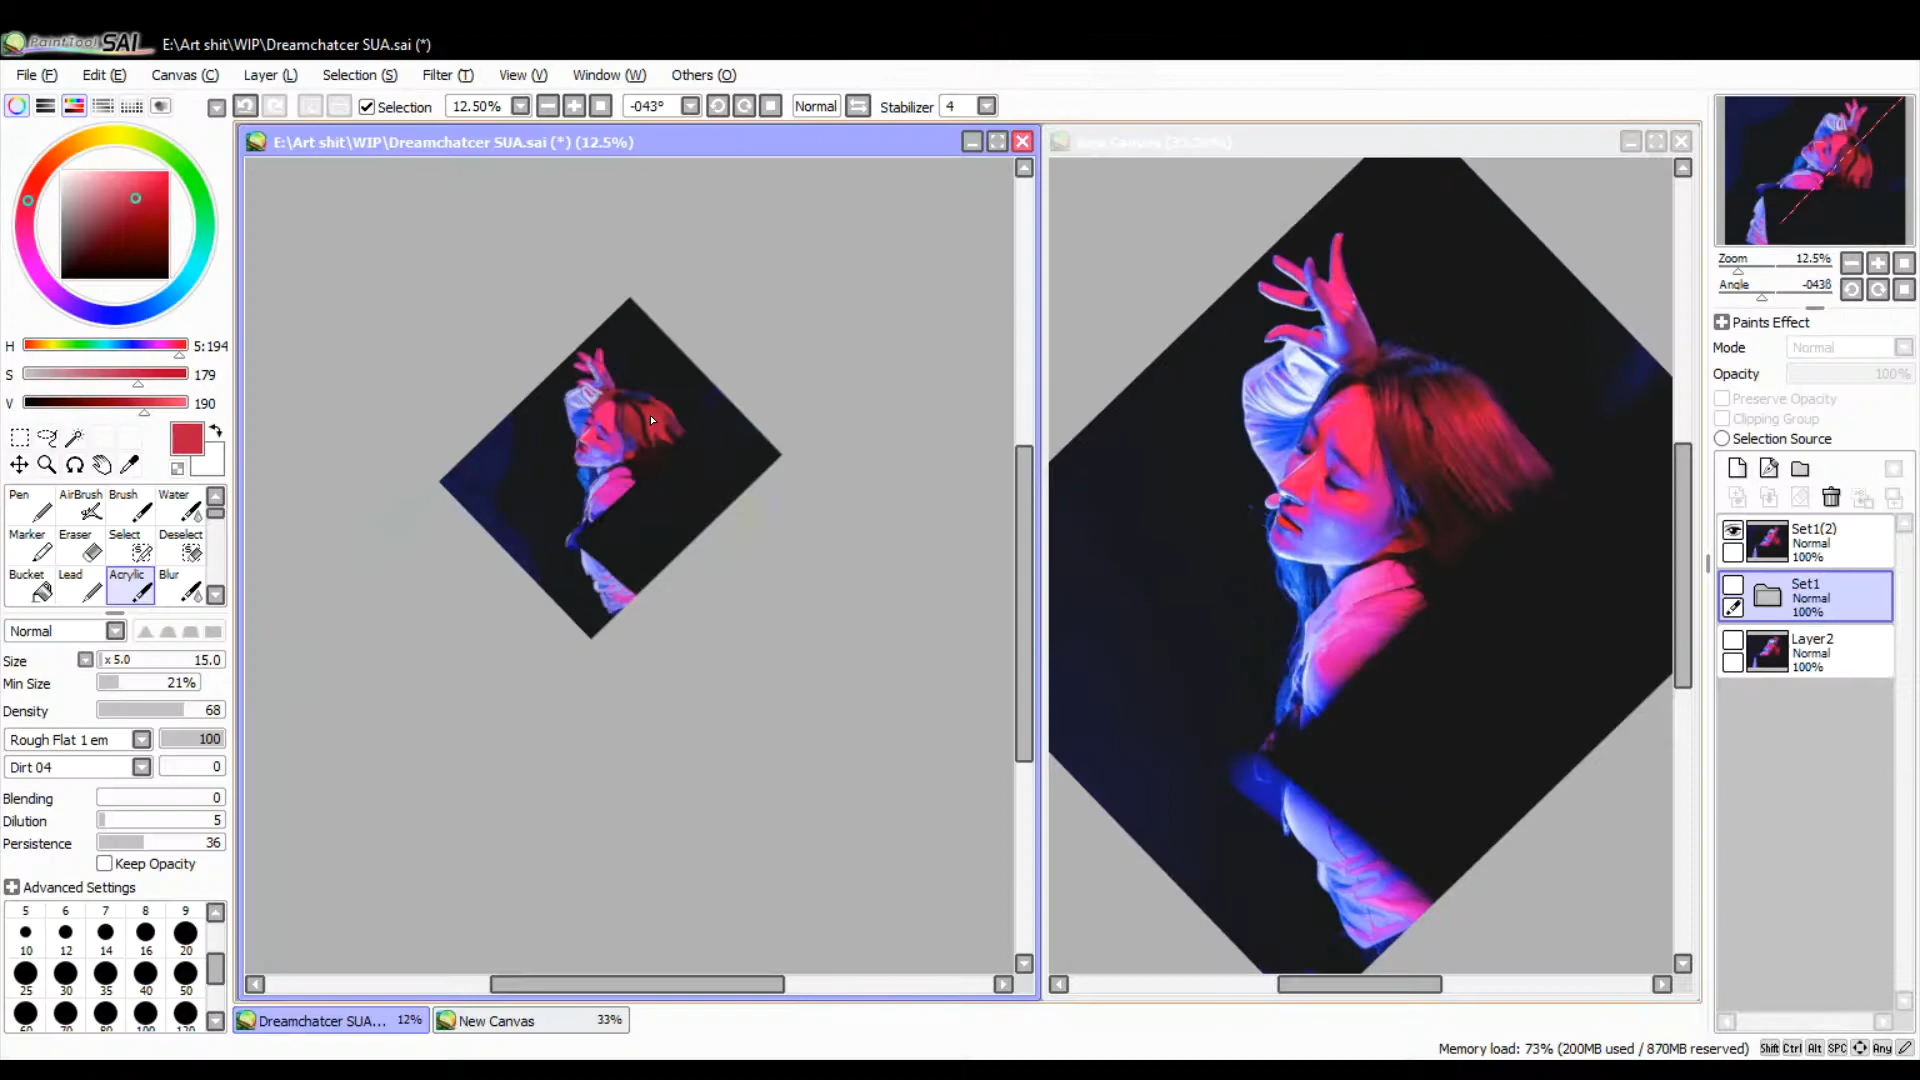 PaintTool SAI E:\Art shit\WIP\Dreamchatcer SUA.sai (*)
File (F) Edit (E) Canvas (C) Layer (L) Selection (S) Filter (T) View (V) Window (W) Others (O)
Selection 12.50% -043° Normal Stabilizer 4
E:\Art shit\WIP\Dreamchatcer SUA.sai (*) (12.5%)
Zoom 12.5%
Angle -0438
Paints Effect
Mode Normal
Opacity 100%
Preserve Opacity
Clipping Group
Selection Source
H 5:194
S 179
V 190
Pen AirBrush Brush Water
Marker Eraser Select Deselect
Bucket Lead Acrylic Blur
Normal
Size x 5.0 15.0
Min Size 21%
Density 68
Rough Flat 1 em 100
Dirt 04 0
Blending 0
Dilution 5
Persistence 36
Keep Opacity
Advanced Settings
5 6 7 8 9
10 12 14 16 20
25 30 35 40 50
60 70 80 100 120
Set1(2)
Normal
100%
Set1
Normal
100%
Layer2
Normal
100%
Dreamchatcer SUA... 12% New Canvas 33%
Memory load: 73% (200MB used / 870MB reserved) Shift Ctrl Alt SPC Any